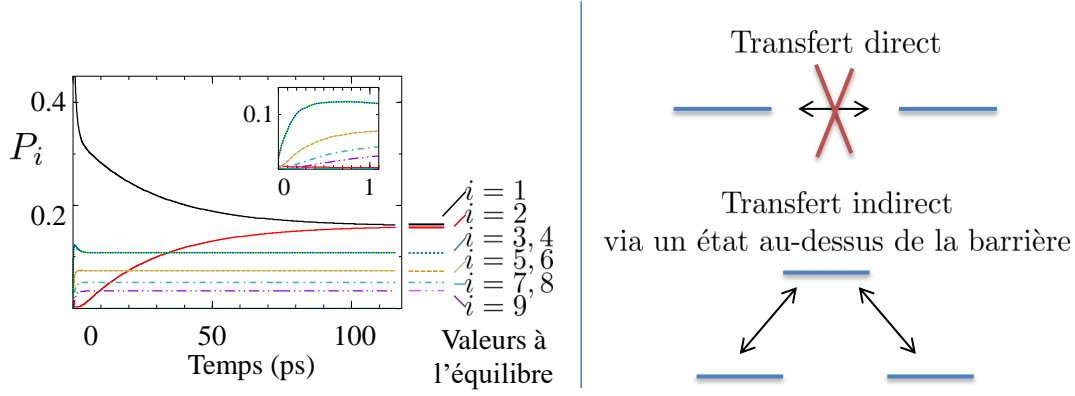 0.4
P_i
0.2
0.1
0 1
i = 1
i = 2
i = 3, 4
i = 5, 6
i = 7, 8
i = 9
0 50 100
Temps (ps)
Valeurs à
l'équilibre
Transfert direct
Transfert indirect
via un état au-dessus de la barrière